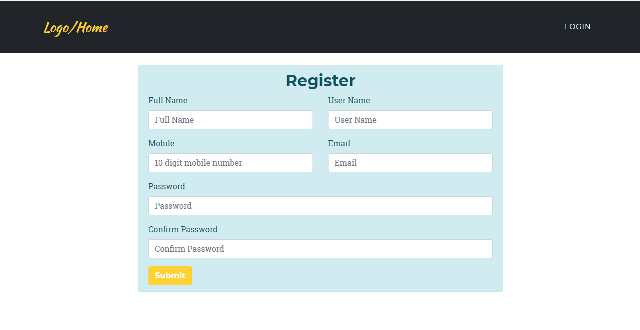 Logo/Home
LOGIN
Register
Full Name User Name
Full Name User Name
Mobile Email
10 digit mobile number Email
Password
Password
Confirm Password
Confirm Password
Submit